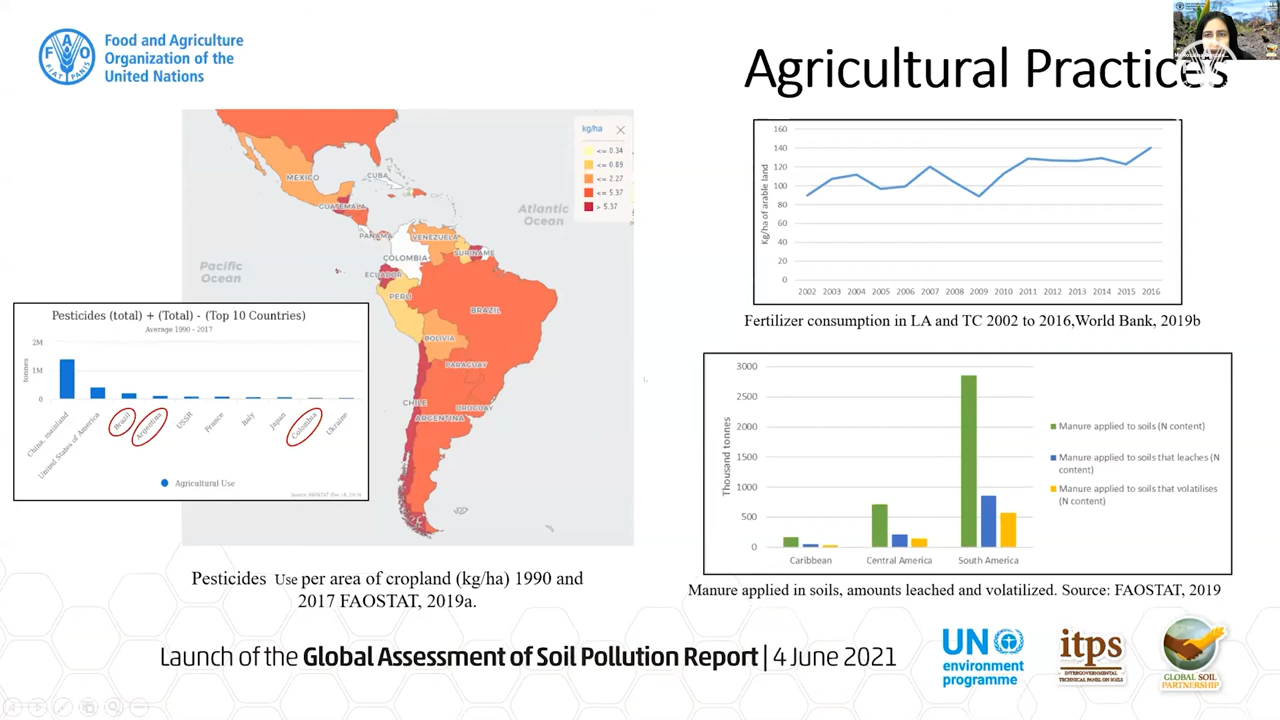 Food and Agriculture
Organization of the
United Nations
FAO
FIAT PANIS
Agricultural Practices
kg/ha
<= 0.34
<= 0.89
<= 2.27
<= 5.37
> 5.37
MEXICO
CUBA
GUATEMALA
PANAMA
VENEZUELA
SURINAME
COLOMBIA
ECUADOR
PERU
BRAZIL
BOLIVIA
PARAGUAY
CHILE
URUGUAY
ARGENTINA
Atlantic
Ocean
Pacific
Ocean
Pesticides (total) + (Total) - (Top 10 Countries)
Average 1990 - 2017
tonnes
2M
1M
0
China, mainland
United States of America
Brazil
Argentina
USSR
France
Italy
Japan
Colombia
Ukraine
Agricultural Use
Pesticides Use per area of cropland (kg/ha) 1990 and
2017 FAOSTAT, 2019a.
Kg/ha of arable land
160
140
120
100
80
60
40
20
0
2002 2003 2004 2005 2006 2007 2008 2009 2010 2011 2012 2013 2014 2015 2016
Fertilizer consumption in LA and TC 2002 to 2016,World Bank, 2019b
Thousand tonnes
3000
2500
2000
1500
1000
500
0
Caribbean Central America South America
Manure applied to soils (N content)
Manure applied to soils that leaches (N
content)
Manure applied to soils that volatilises
(N content)
Manure applied in soils, amounts leached and volatilized. Source: FAOSTAT, 2019
Launch of the Global Assessment of Soil Pollution Report | 4 June 2021
UN
environment
programme
itps
INTERGOVERNMENTAL
TECHNICAL PANEL ON SOILS
GLOBAL SOIL
PARTNERSHIP